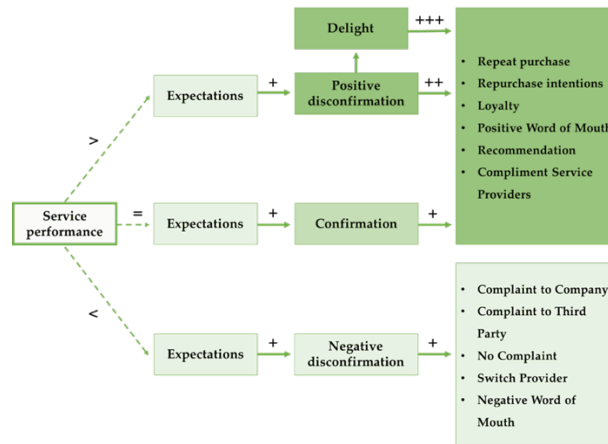 Delight
+++
Expectations
+
Positive
disconfirmation
++
• Repeat purchase
• Repurchase intentions
• Loyalty
• Positive Word of Mouth
• Recommendation
• Compliment Service
Providers
>
Service
performance
=
Expectations
+
Confirmation
+
<
Expectations
+
Negative
disconfirmation
+
• Complaint to Company
• Complaint to Third
Party
• No Complaint
• Switch Provider
• Negative Word of
Mouth